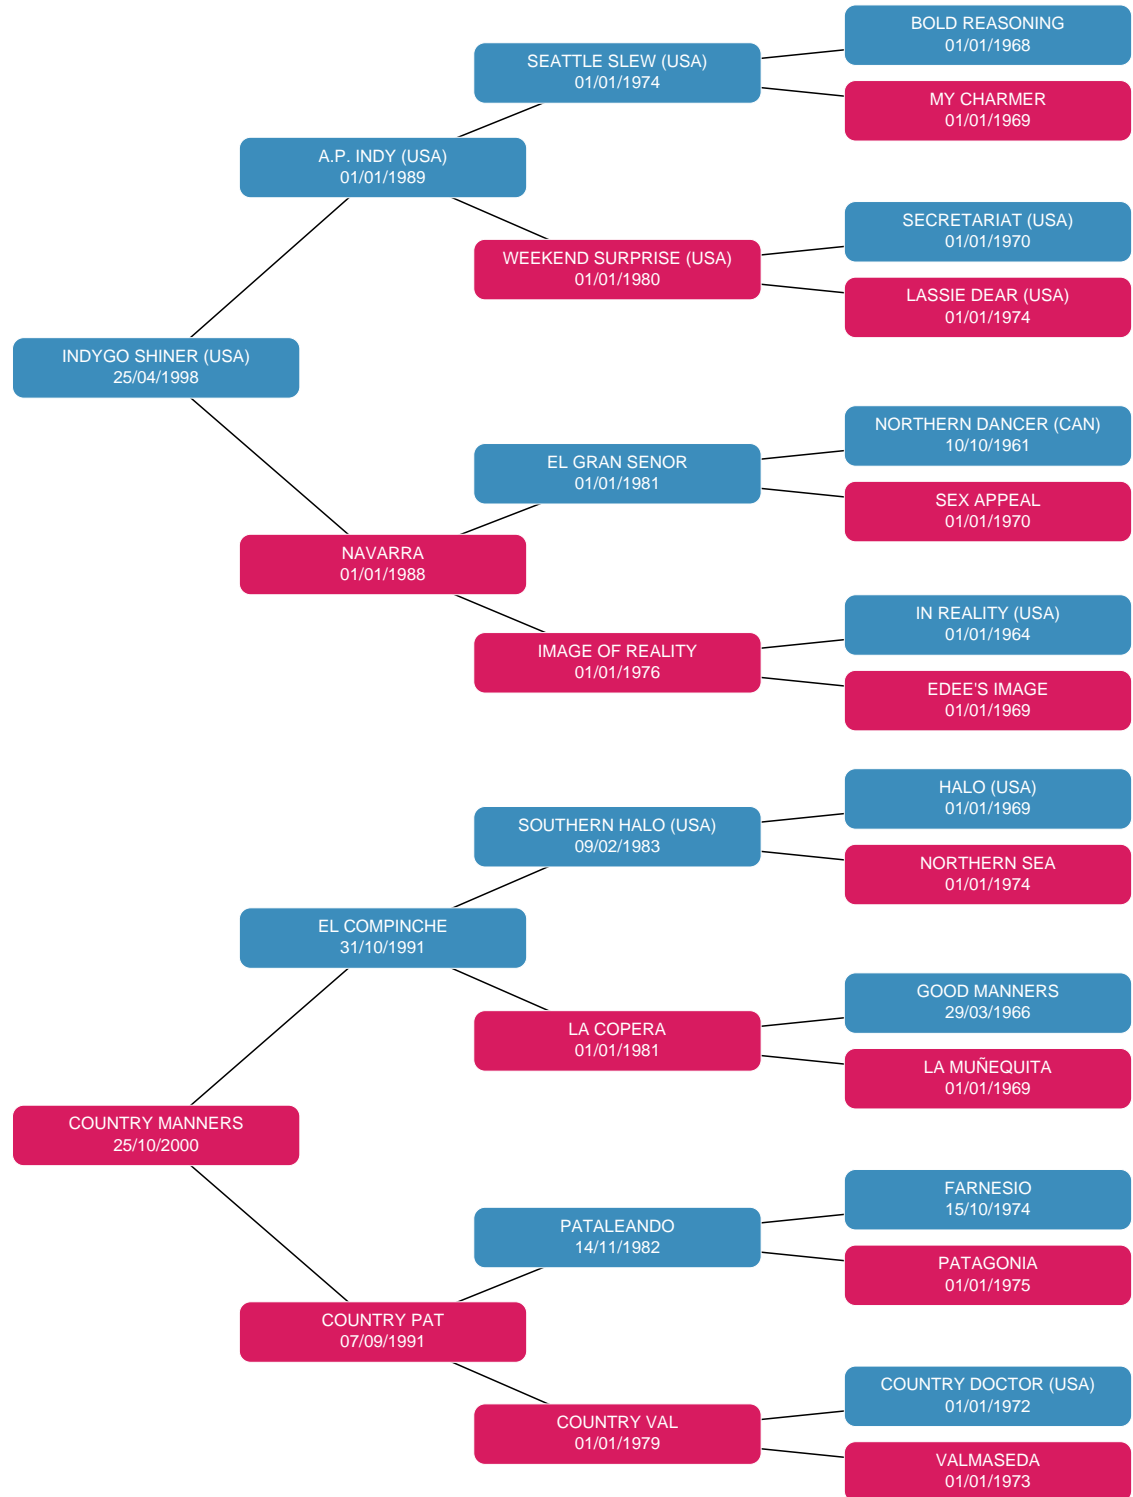 BOLD REASONING
01/01/1968
SEATTLE SLEW (USA)
01/01/1974
MY CHARMER
01/01/1969
A.P. INDY (USA)
01/01/1989
SECRETARIAT (USA)
01/01/1970
WEEKEND SURPRISE (USA)
01/01/1980
LASSIE DEAR (USA)
01/01/1974
INDYGO SHINER (USA)
25/04/1998
NORTHERN DANCER (CAN)
10/10/1961
EL GRAN SENOR
01/01/1981
SEX APPEAL
01/01/1970
NAVARRA
01/01/1988
IN REALITY (USA)
01/01/1964
IMAGE OF REALITY
01/01/1976
EDEE'S IMAGE
01/01/1969
HALO (USA)
01/01/1969
SOUTHERN HALO (USA)
09/02/1983
NORTHERN SEA
01/01/1974
EL COMPINCHE
31/10/1991
GOOD MANNERS
29/03/1966
LA COPERA
01/01/1981
LA MUÑEQUITA
01/01/1969
COUNTRY MANNERS
25/10/2000
FARNESIO
15/10/1974
PATALEANDO
14/11/1982
PATAGONIA
01/01/1975
COUNTRY PAT
07/09/1991
COUNTRY DOCTOR (USA)
01/01/1972
COUNTRY VAL
01/01/1979
VALMASEDA
01/01/1973